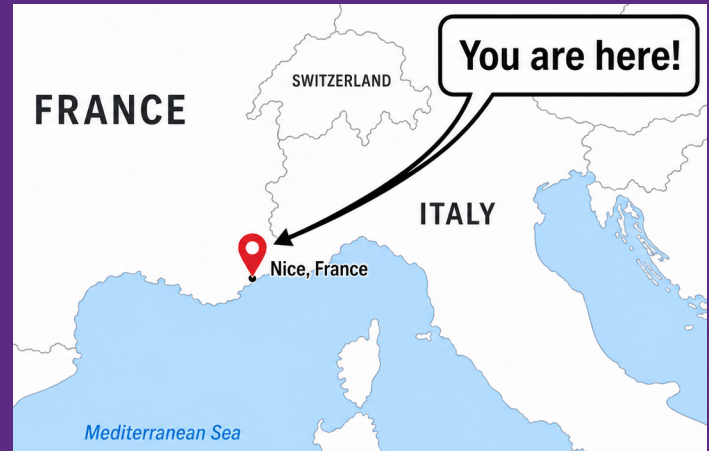 You are here!
SWITZERLAND
FRANCE
ITALY
Nice, France
Mediterranean Sea